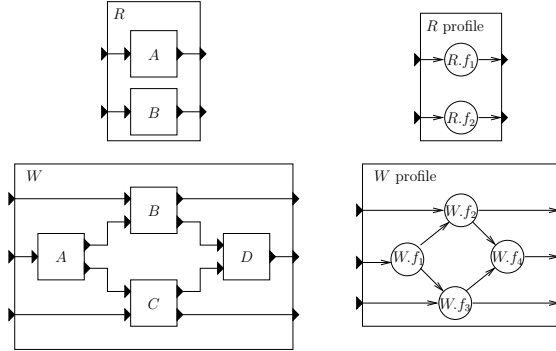 R
R profile
A
R.f₁
B
R.f₂
W
W profile
B
W.f₂
A
D
W.f₁
W.f₄
C
W.f₃